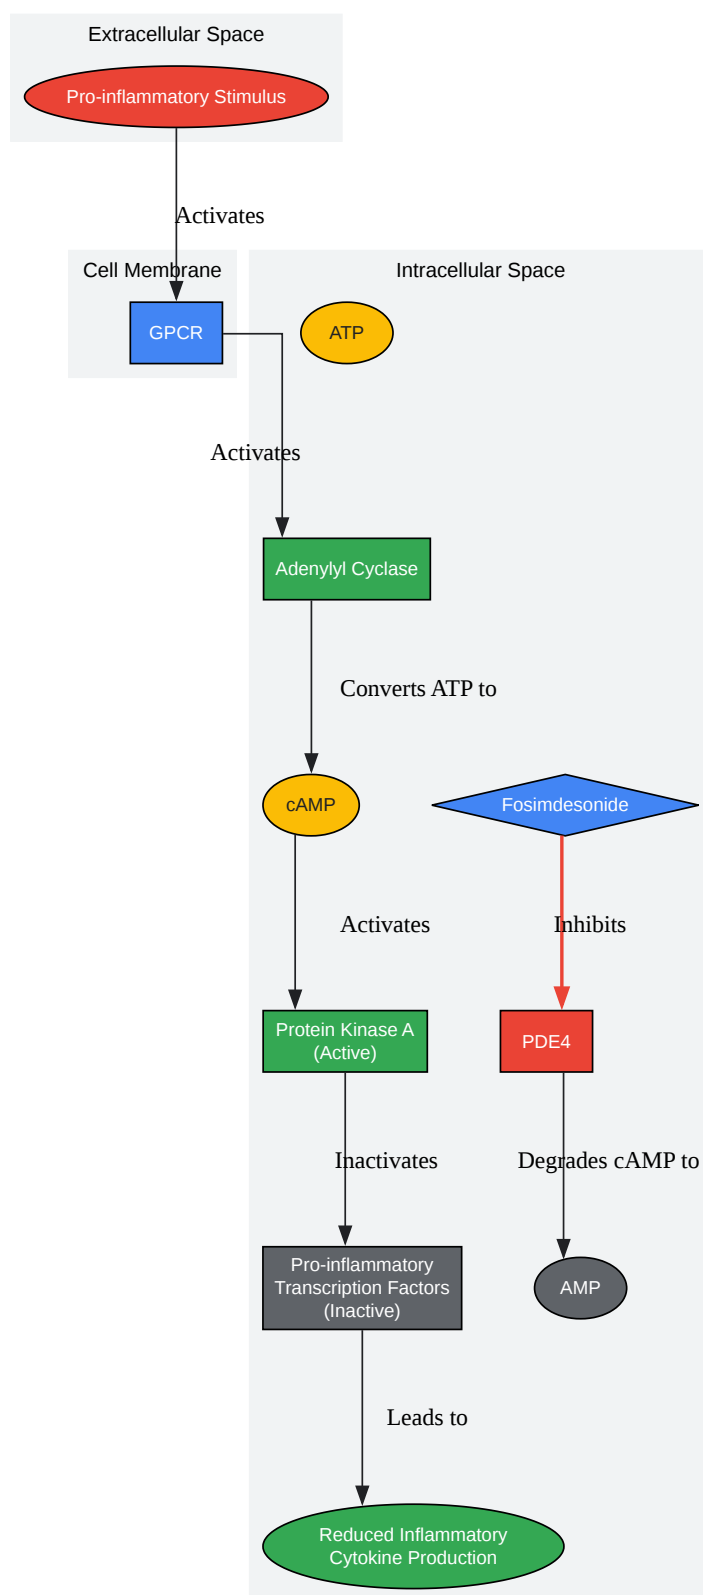 Extracellular Space
Pro-inflammatory Stimulus
Activates
Cell Membrane
Intracellular Space
GPCR
ATP
Activates
Adenylyl Cyclase
Converts ATP to
cAMP
Fosimdesonide
Activates
Inhibits
Protein Kinase A
(Active)
PDE4
Inactivates
Degrades cAMP to
Pro-inflammatory
Transcription Factors
(Inactive)
AMP
Leads to
Reduced Inflammatory
Cytokine Production